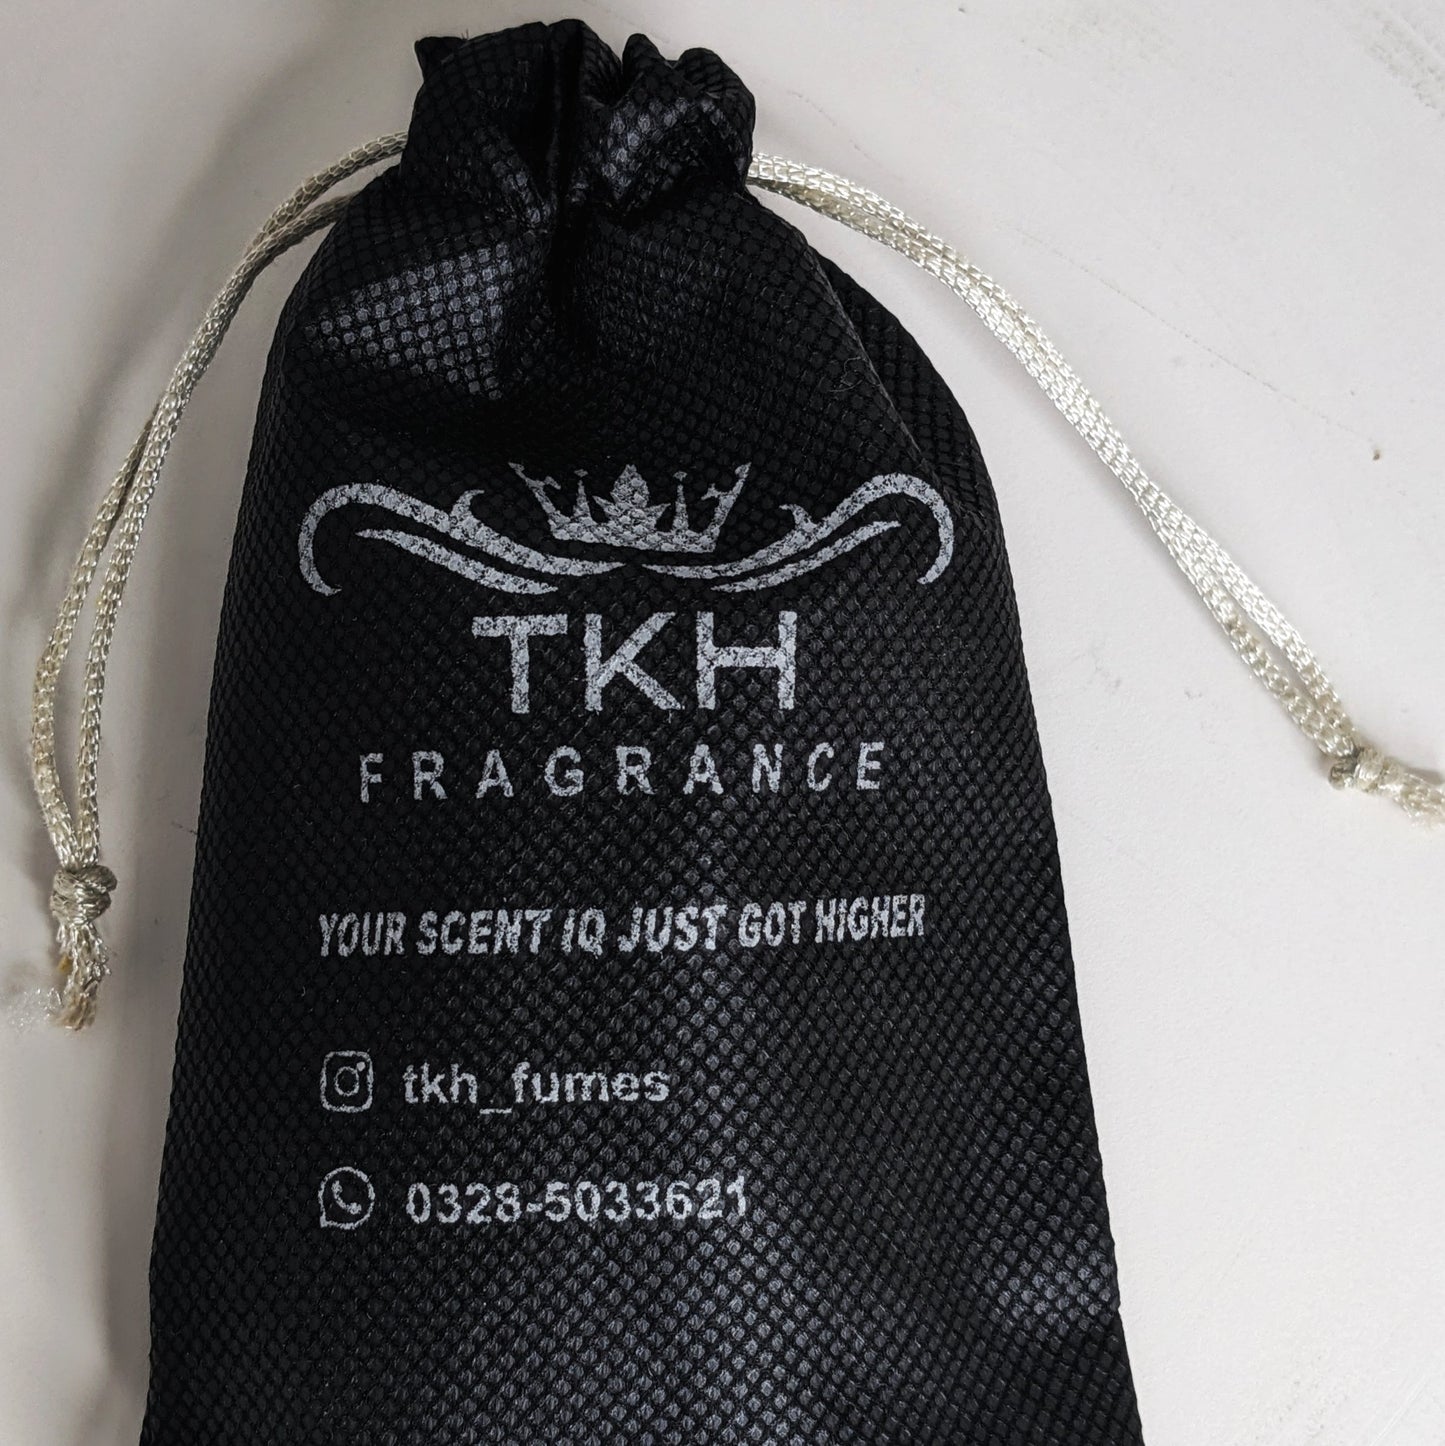 TKH
FRAGRANCE
YOUR SCENT IQ JUST GOT HIGHER
tkh_fumes
0328-5033621